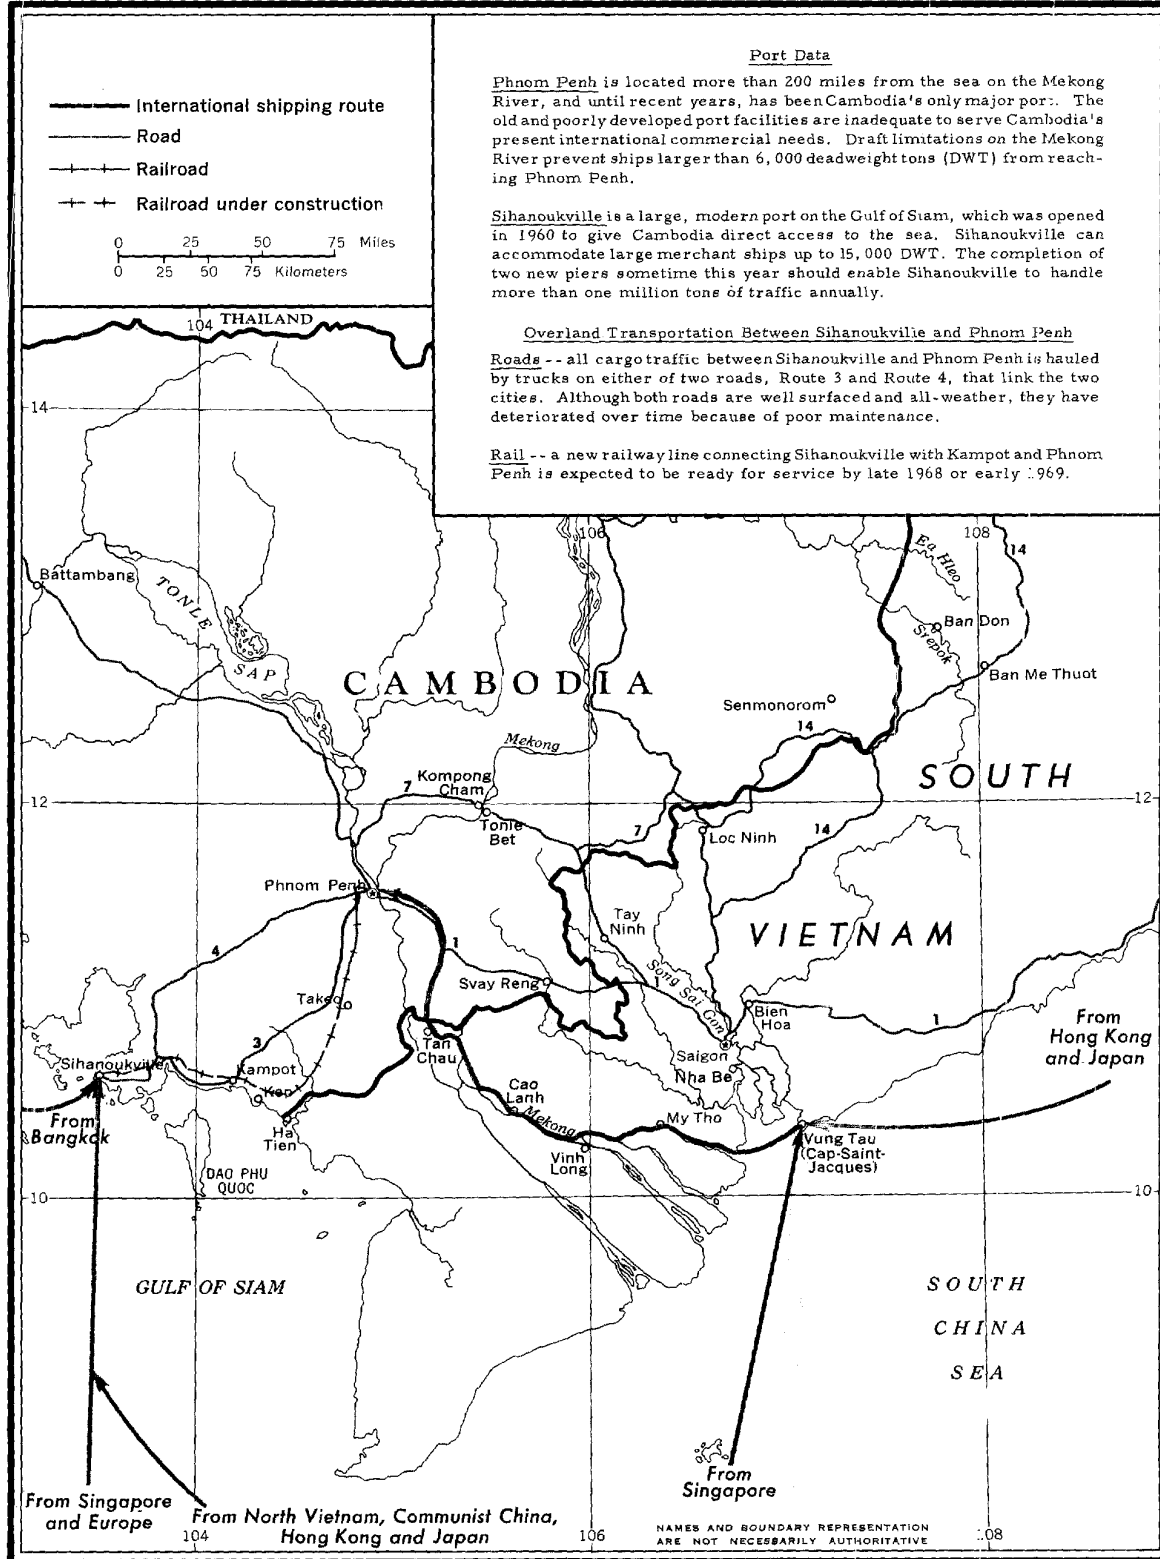 International shipping route
Road
Railroad
Railroad under construction
0 25 50 75 Miles
0 25 50 75 Kilometers
Port Data
Phnom Penh is located more than 200 miles from the sea on the Mekong
River, and until recent years, has been Cambodia's only major port. The
old and poorly developed port facilities are inadequate to serve Cambodia's
present international commercial needs. Draft limitations on the Mekong
River prevent ships larger than 6,000 deadweight tons (DWT) from reach-
ing Phnom Penh.
Sihanoukville is a large, modern port on the Gulf of Siam, which was opened
in 1960 to give Cambodia direct access to the sea. Sihanoukville can
accommodate large merchant ships up to 15,000 DWT. The completion of
two new piers sometime this year should enable Sihanoukville to handle
more than one million tons of traffic annually.
Overland Transportation Between Sihanoukville and Phnom Penh
Roads -- all cargo traffic between Sihanoukville and Phnom Penh is hauled
by trucks on either of two roads, Route 3 and Route 4, that link the two
cities. Although both roads are well surfaced and all-weather, they have
deteriorated over time because of poor maintenance.
Rail -- a new railway line connecting Sihanoukville with Kampot and Phnom
Penh is expected to be ready for service by late 1968 or early 1969.
104
THAILAND
14
106
108
14
Ea Hleo
Battambang
TONLE
SAP
Ban Don
Srepok
Ban Me Thuot
CAMBODIA
Senmonorom
14
Mekong
SOUTH
Kompong
Cham
7
12
12
Tonle
Bet
7
Loc Ninh
14
Phnom Penh
Tay
Ninh
VIETNAM
4
1
Svay Reng
Song Sai Gon
1
Takeo
Bien
Hoa
1
From
Hong Kong
and Japan
3
Tan
Chau
Saigon
Nha Be
Sihanoukville
Kampot
Kep
Cao
Lanh
Mekong
My Tho
From
Bangkok
Ha
Tien
Vinh
Long
Vung Tau
(Cap-Saint-
Jacques)
DAO PHU
QUOC
10
10
GULF OF SIAM
SOUTH
CHINA
SEA
From
Singapore
From Singapore
and Europe
From North Vietnam, Communist China,
Hong Kong and Japan
104
106
108
NAMES AND BOUNDARY REPRESENTATION
ARE NOT NECESSARILY AUTHORITATIVE